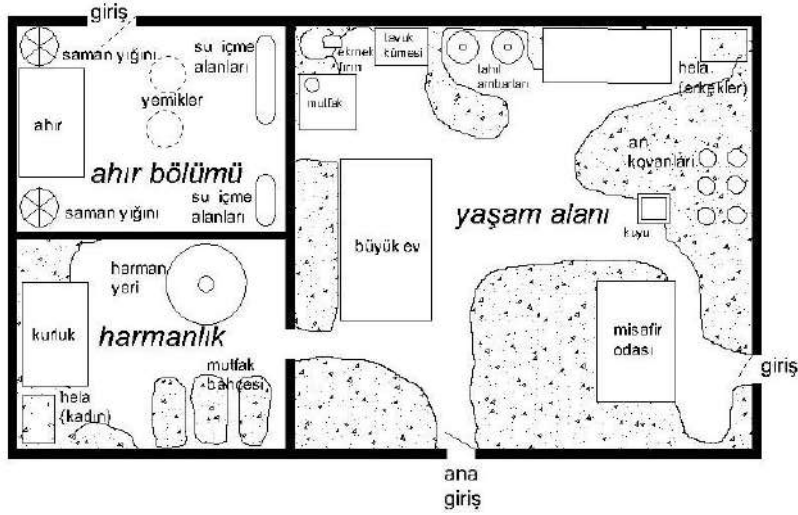 giriş
saman yığını
su içme
alanları
yemlikler
ahır
ahır bölümü
saman yığını
su içme
alanları
ekmek
fırın
tavuk
kümesi
mutfak
tahıl
ambarları
hela
(erkekler)
arı
kovanları
yaşam alanı
kuyu
büyük ev
misafir
odası
giriş
harman
yeri
kurluk
harmanlık
mutfak
bahçesi
hela
(kadın)
ana
giriş